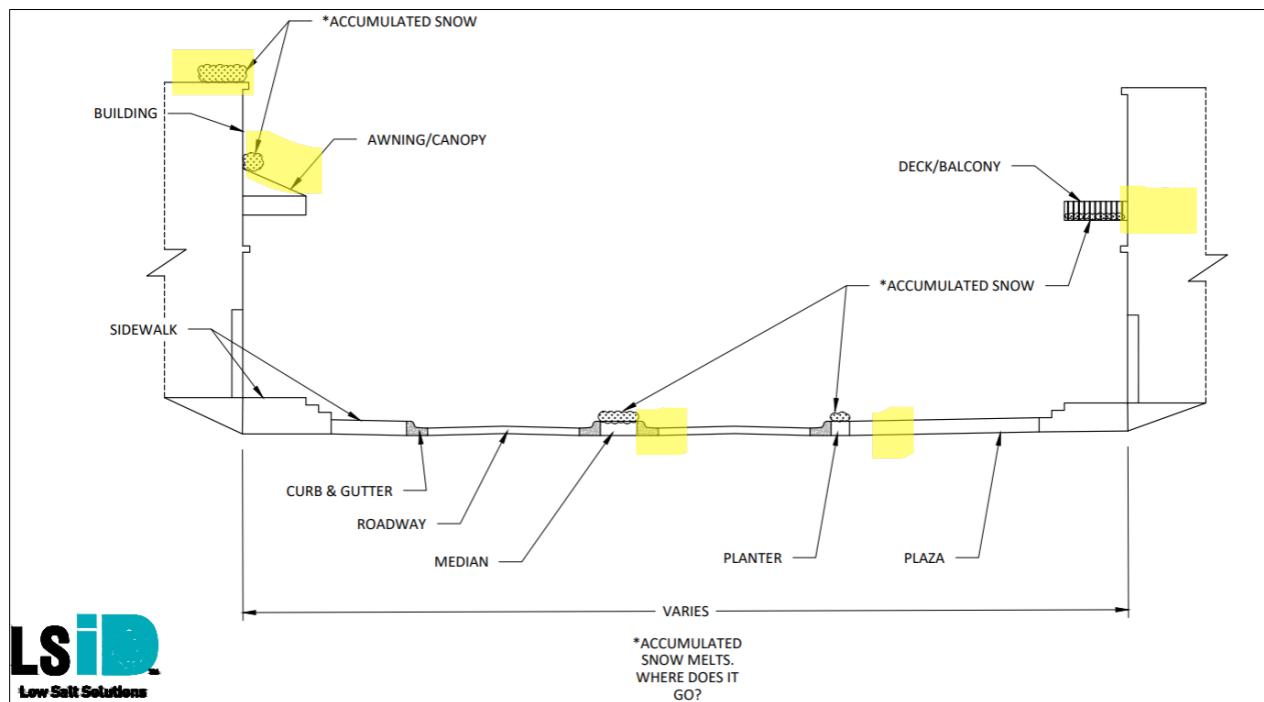 *ACCUMULATED SNOW
BUILDING
AWNING/CANOPY
DECK/BALCONY
*ACCUMULATED SNOW
SIDEWALK
CURB & GUTTER
ROADWAY
MEDIAN
PLANTER
PLAZA
VARIES
*ACCUMULATED
SNOW MELTS.
WHERE DOES IT
GO?
LSiD
Low Salt Solutions